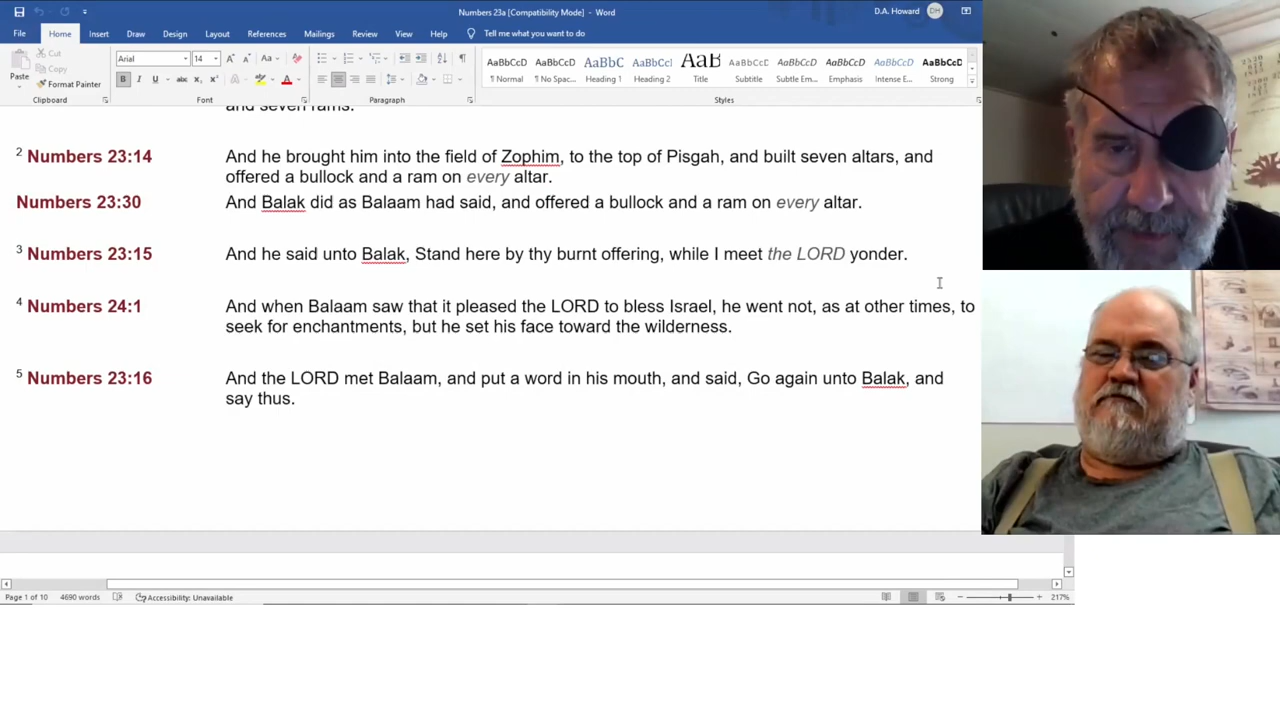 Numbers 23a [Compatibility Mode] - Word
D.A. Howard DH
File Home Insert Draw Design Layout References Mailings Review View Help Tell me what you want to do
Paste Cut Copy Format Painter
Clipboard
Arial 14
Font
Paragraph
AaBbCcD AaBbCcD AaBbC AaBbCcI AaB AaBbCcD AaBbCcD AaBbCcD AaBbCcD AaBbCcD
¶ Normal ¶ No Spac... Heading 1 Heading 2 Title Subtitle Subtle Em... Emphasis Intense E... Strong
Styles
and seven rams.
2 Numbers 23:14 And he brought him into the field of Zophim, to the top of Pisgah, and built seven altars, and
offered a bullock and a ram on every altar.
Numbers 23:30 And Balak did as Balaam had said, and offered a bullock and a ram on every altar.
3 Numbers 23:15 And he said unto Balak, Stand here by thy burnt offering, while I meet the LORD yonder.
4 Numbers 24:1 And when Balaam saw that it pleased the LORD to bless Israel, he went not, as at other times, to
seek for enchantments, but he set his face toward the wilderness.
5 Numbers 23:16 And the LORD met Balaam, and put a word in his mouth, and said, Go again unto Balak, and
say thus.
Page 1 of 10 4690 words Accessibility: Unavailable 217%